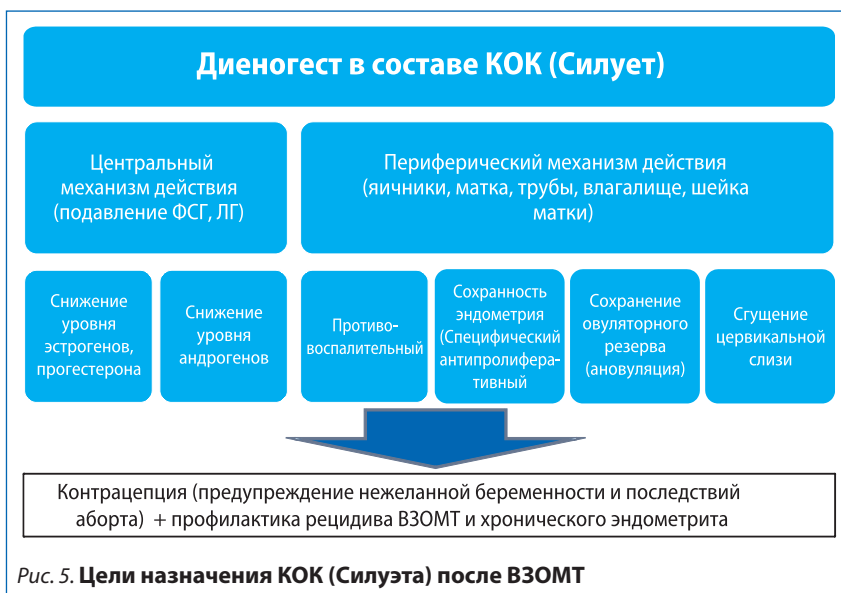 Диеногест в составе КОК (Силует)
Центральный
механизм действия
(подавление ФСГ, ЛГ)
Периферический механизм действия
(яичники, матка, трубы, влагалище, шейка
матки)
Снижение
уровня
эстрогенов,
прогестерона
Снижение
уровня
андрогенов
Противо-
воспалительный
Сохранность
эндометрия
(Специфический
антипролифера-
тивный
Сохранение
овуляторного
резерва
(ановуляция)
Сгущение
цервикальной
слизи
Контрацепция (предупреждение нежеланной беременности и последствий
аборта) + профилактика рецидива ВЗОМТ и хронического эндометрита
Рис. 5. Цели назначения КОК (Силуэта) после ВЗОМТ